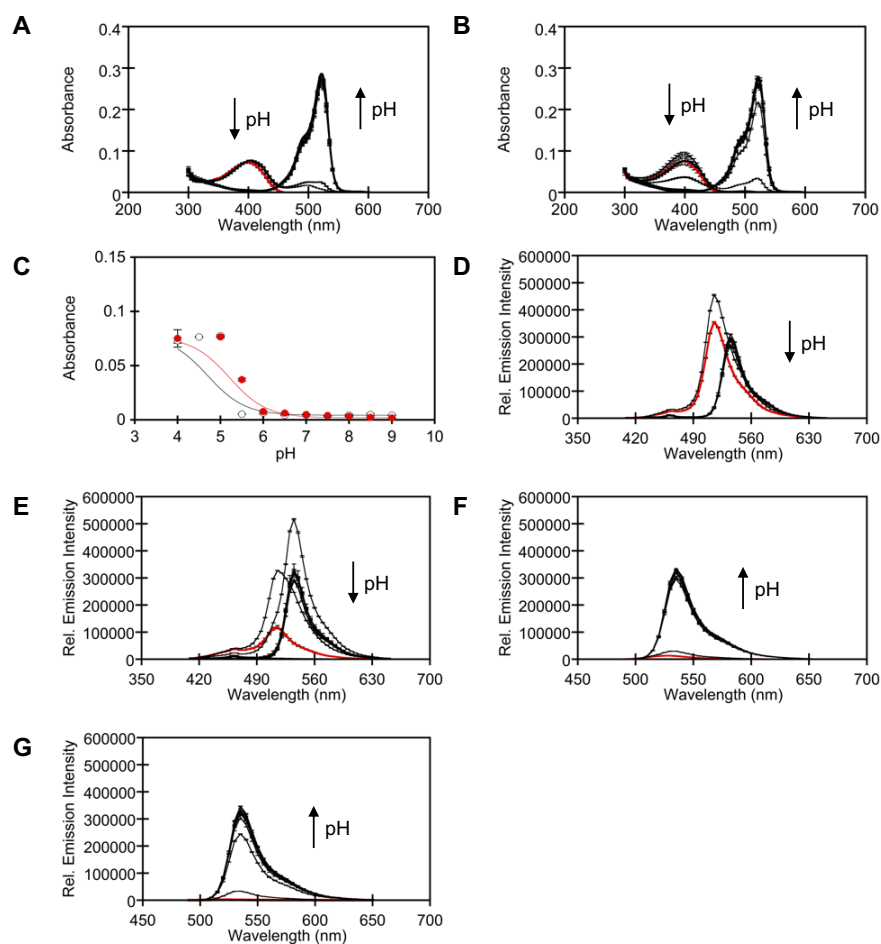 A
Absorbance
0.4
0.3
0.2
0.1
0
pH
pH
200 300 400 500 600 700
Wavelength (nm)
B
Absorbance
0.4
0.3
0.2
0.1
0
pH
pH
200 300 400 500 600 700
Wavelength (nm)
C
Absorbance
0.15
0.1
0.05
0
3 4 5 6 7 8 9 10
pH
D
Rel. Emission Intensity
600000
500000
400000
300000
200000
100000
0
pH
350 420 490 560 630 700
Wavelength (nm)
E
Rel. Emission Intensity
600000
500000
400000
300000
200000
100000
0
pH
350 420 490 560 630 700
Wavelength (nm)
F
Rel. Emission Intensity
600000
500000
400000
300000
200000
100000
0
pH
450 500 550 600 650 700
Wavelength (nm)
G
Rel. Emission Intensity
600000
500000
400000
300000
200000
100000
0
pH
450 500 550 600 650 700
Wavelength (nm)